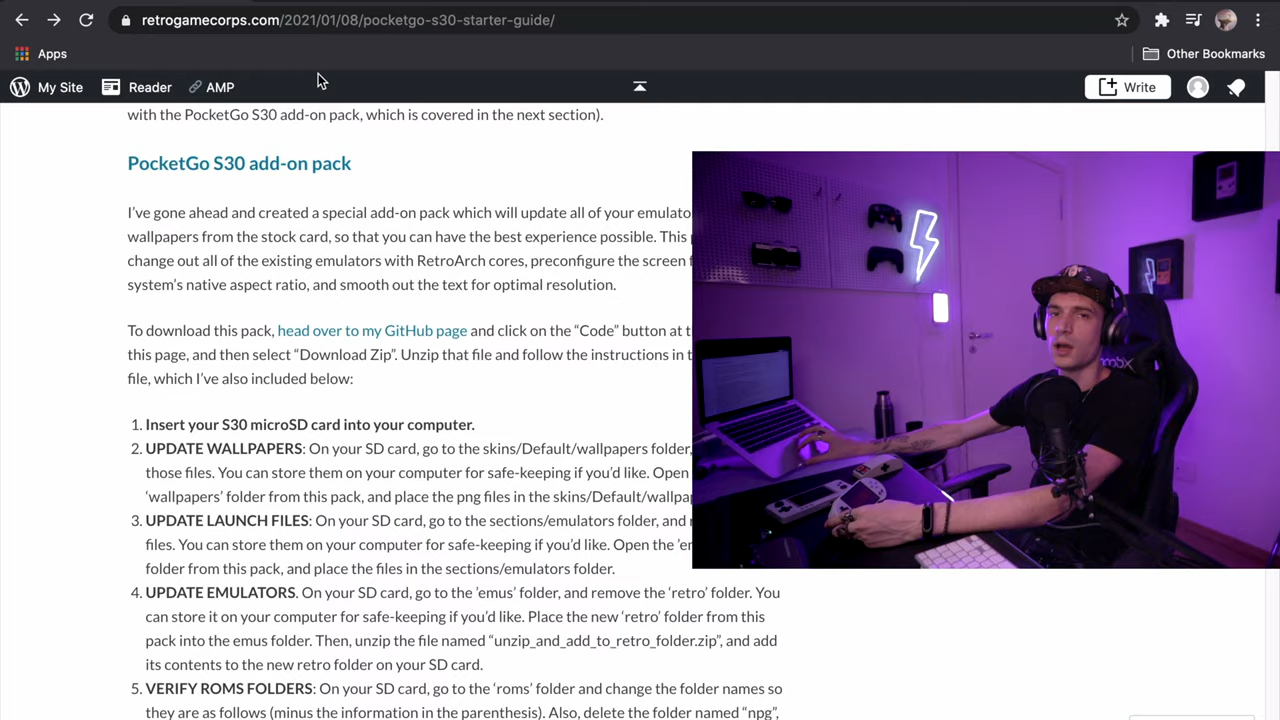 retrogamecorps.com/2021/01/08/pocketgo-s30-starter-guide/
Apps
Other Bookmarks
My Site
Reader
AMP
Write
with the PocketGo S30 add-on pack, which is covered in the next section).
PocketGo S30 add-on pack
I've gone ahead and created a special add-on pack which will update all of your emulato
wallpapers from the stock card, so that you can have the best experience possible. This
change out all of the existing emulators with RetroArch cores, preconfigure the screen
system's native aspect ratio, and smooth out the text for optimal resolution.
To download this pack, head over to my GitHub page and click on the “Code” button at
this page, and then select “Download Zip”. Unzip that file and follow the instructions in
file, which I've also included below:
1. Insert your S30 microSD card into your computer.
2. UPDATE WALLPAPERS: On your SD card, go to the skins/Default/wallpapers folder,
those files. You can store them on your computer for safe-keeping if you'd like. Open
'wallpapers' folder from this pack, and place the png files in the skins/Default/wallpap
3. UPDATE LAUNCH FILES: On your SD card, go to the sections/emulators folder, and
files. You can store them on your computer for safe-keeping if you'd like. Open the
folder from this pack, and place the files in the sections/emulators folder.
4. UPDATE EMULATORS. On your SD card, go to the 'emus' folder, and remove the 'retro' folder. You
can store it on your computer for safe-keeping if you'd like. Place the new 'retro' folder from this
pack into the emus folder. Then, unzip the file named “unzip_and_add_to_retro_folder.zip”, and add
its contents to the new retro folder on your SD card.
5. VERIFY ROMS FOLDERS: On your SD card, go to the 'roms' folder and change the folder names so
they are as follows (minus the information in the parenthesis). Also, delete the folder named “npg”,